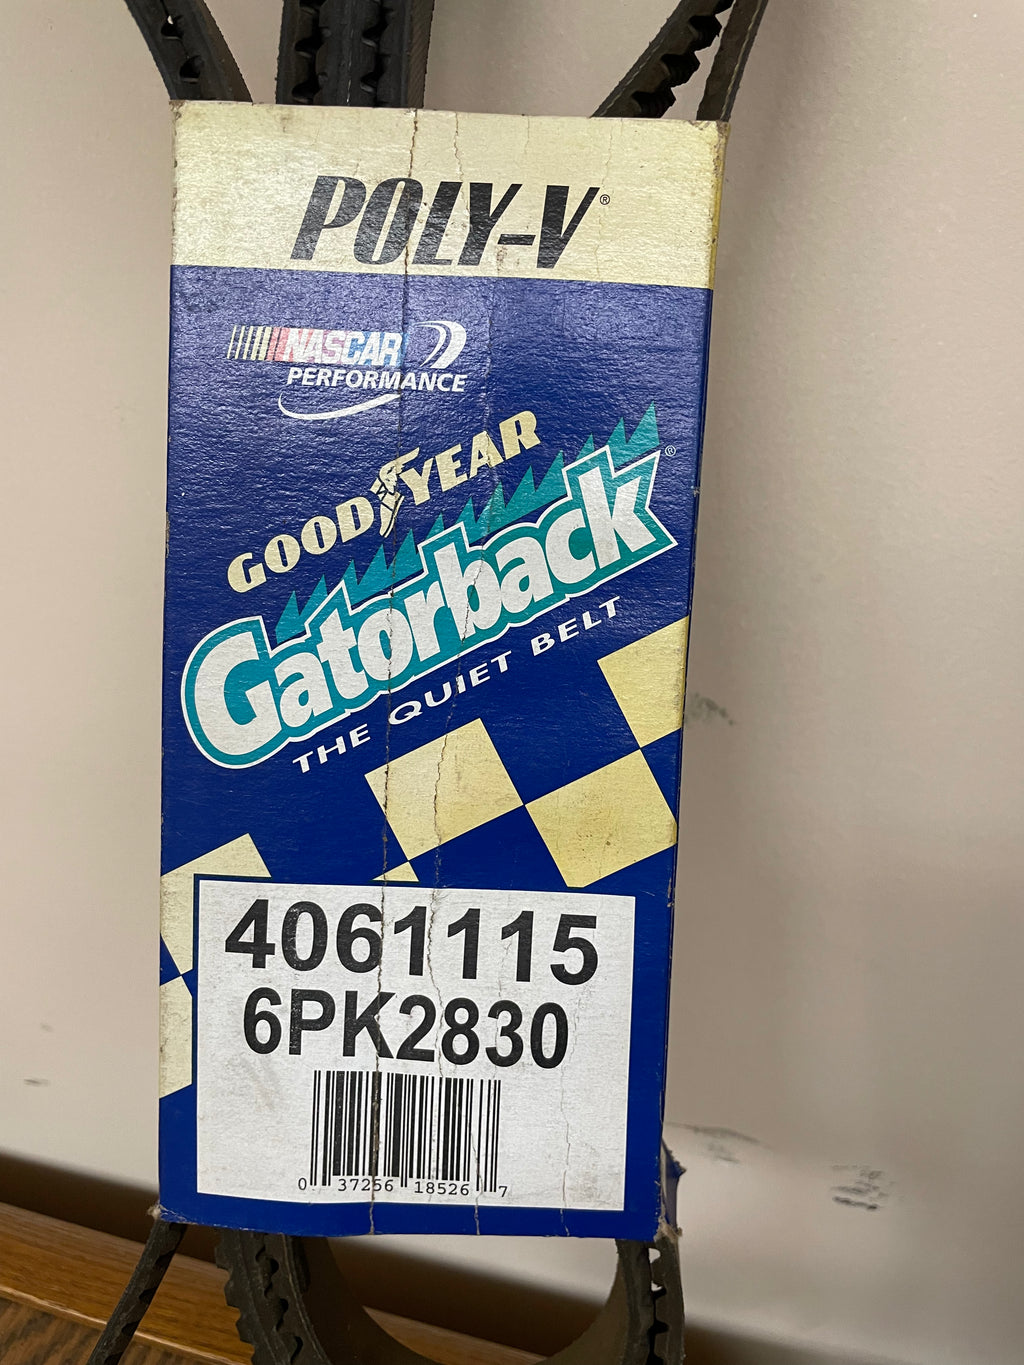 POLY-V®
NASCAR
PERFORMANCE
GOODYEAR
Gatorback®
THE QUIET BELT
4061115
6PK2830
0 37256 18526 7